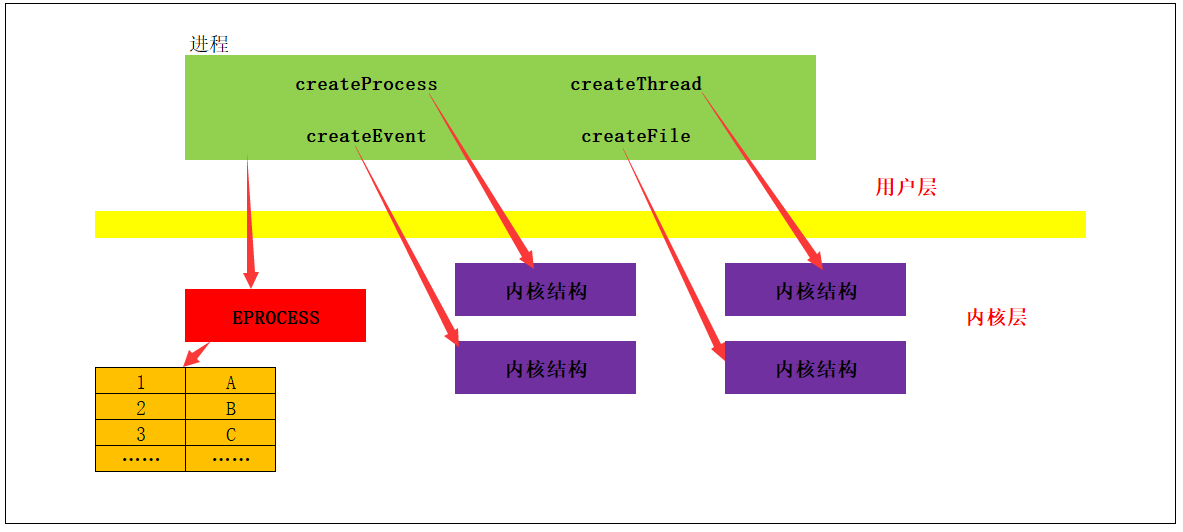 进程
createProcess createThread
createEvent createFile
用户层
内核结构 内核结构
EPROCESS
内核层
内核结构 内核结构
1 A
2 B
3 C
…… ……